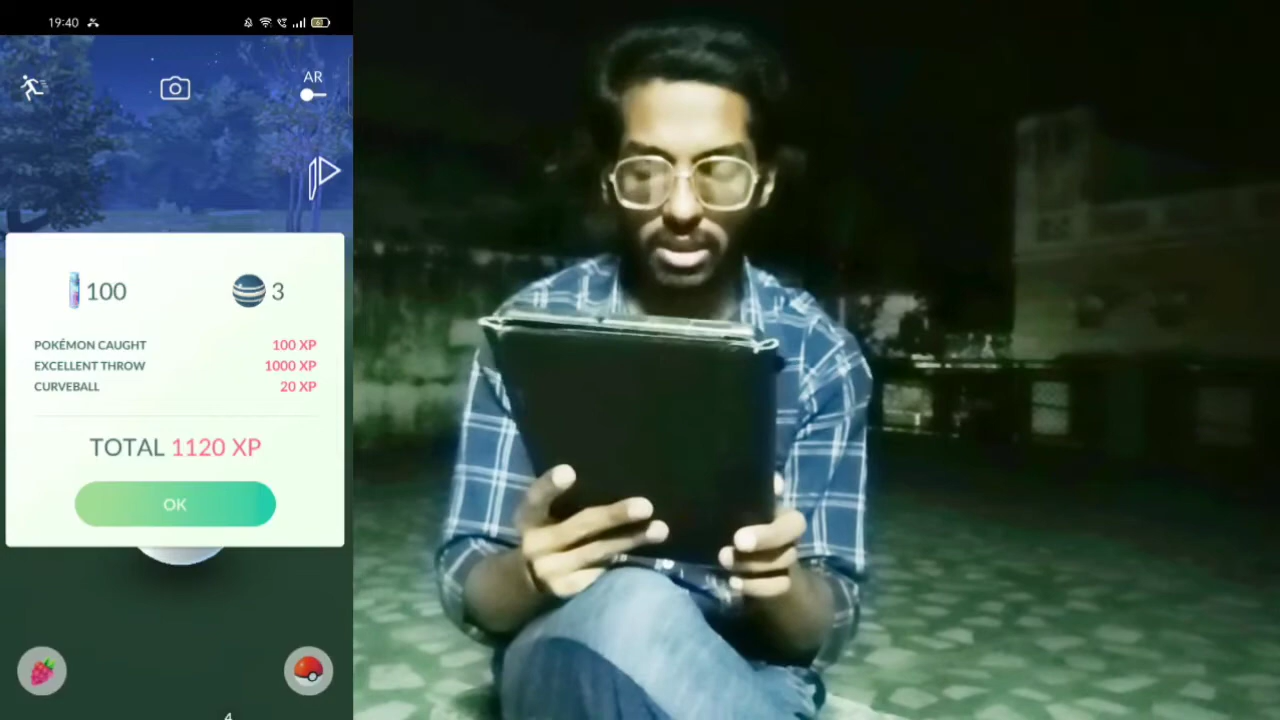 19:40
67
AR
100
3
POKÉMON CAUGHT 100 XP
EXCELLENT THROW 1000 XP
CURVEBALL 20 XP
TOTAL 1120 XP
OK